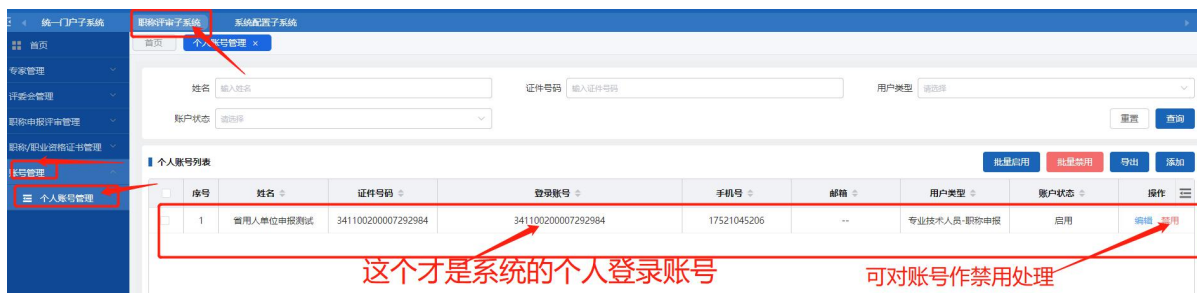 统一门户子系统 职称评审子系统 系统配置子系统
首页 首页 个人账号管理 ×
专家管理
评委会管理
职称申报评审管理
职称/职业资格证书管理
账号管理
个人账号管理
姓名 输入姓名 证件号码 输入证件号码 用户类型 请选择
账户状态 请选择 重置 查询
个人账号列表 批量启用 批量禁用 导出 添加
序号 姓名 证件号码 登录账号 手机号 邮箱 用户类型 账户状态 操作
1 省用人单位申报测试 341100200007292984 341100200007292984 17521045206 -- 专业技术人员-职称申报 启用 编辑 禁用
这个才是系统的个人登录账号
可对账号作禁用处理